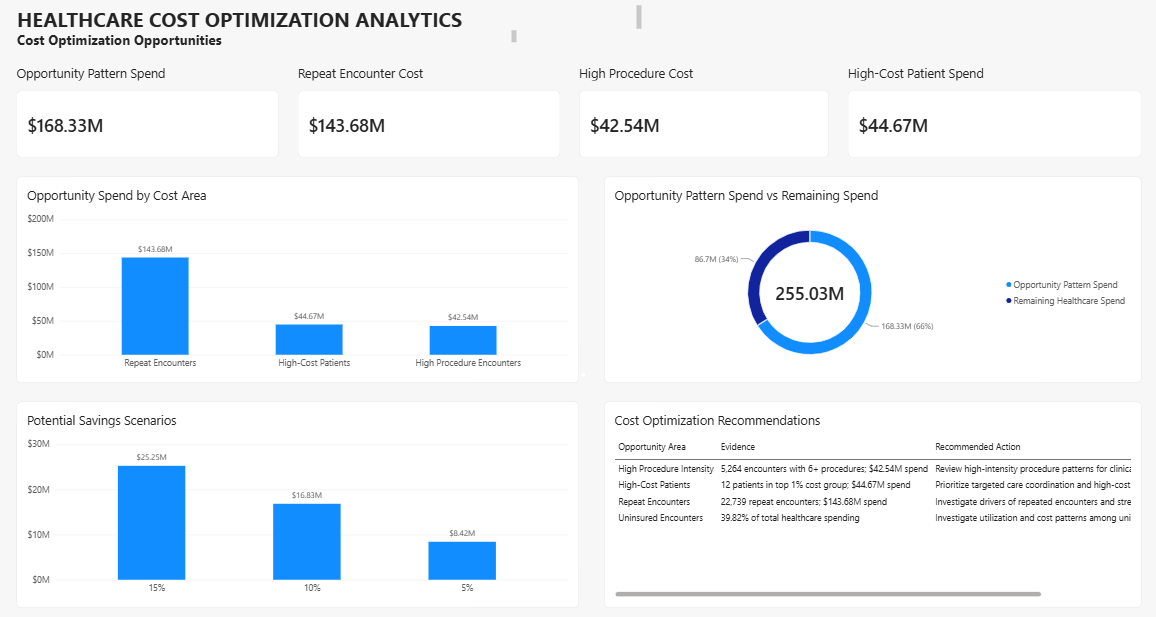 HEALTHCARE COST OPTIMIZATION ANALYTICS
Cost Optimization Opportunities
Opportunity Pattern Spend
Repeat Encounter Cost
High Procedure Cost
High-Cost Patient Spend
$168.33M
$143.68M
$42.54M
$44.67M
Opportunity Spend by Cost Area
$200M
$150M
$100M
$50M
$0M
$143.68M
$44.67M
$42.54M
Repeat Encounters
High-Cost Patients
High Procedure Encounters
Opportunity Pattern Spend vs Remaining Spend
86.7M (34%)
255.03M
168.33M (66%)
Opportunity Pattern Spend
Remaining Healthcare Spend
Potential Savings Scenarios
$30M
$20M
$10M
$0M
$25.25M
$16.83M
$8.42M
15%
10%
5%
Cost Optimization Recommendations
Opportunity Area Evidence Recommended Action
High Procedure Intensity 5,264 encounters with 6+ procedures; $42.54M spend Review high-intensity procedure patterns for clinica
High-Cost Patients 12 patients in top 1% cost group; $44.67M spend Prioritize targeted care coordination and high-cost
Repeat Encounters 22,739 repeat encounters; $143.68M spend Investigate drivers of repeated encounters and stre
Uninsured Encounters 39.82% of total healthcare spending Investigate utilization and cost patterns among uni